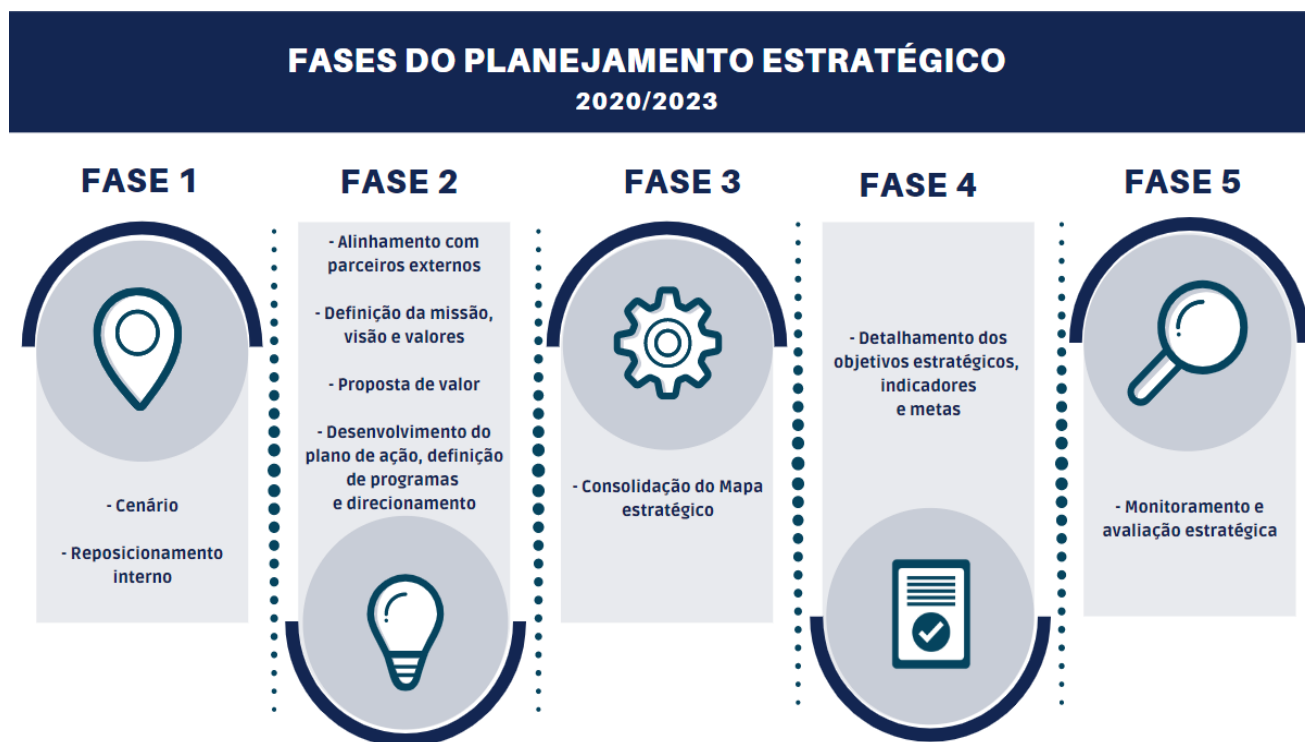 FASES DO PLANEJAMENTO ESTRATÉGICO
2020/2023
FASE 1
- Cenário
- Reposicionamento
interno
FASE 2
- Alinhamento com
parceiros externos
- Definição da missão,
visão e valores
- Proposta de valor
- Desenvolvimento do
plano de ação, definição
de programas
e direcionamento
FASE 3
- Consolidação do Mapa
estratégico
FASE 4
- Detalhamento dos
objetivos estratégicos,
indicadores
e metas
FASE 5
- Monitoramento e
avaliação estratégica